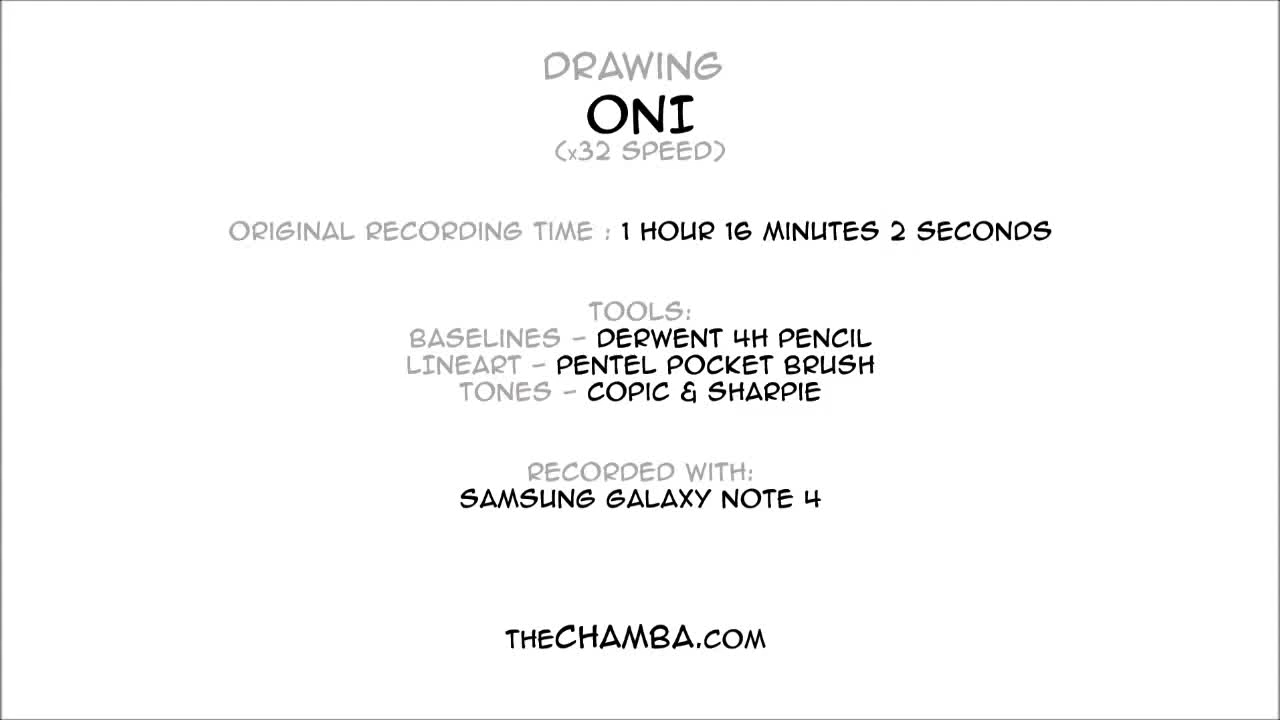 DRAWING
ONI
(x32 SPEED)
ORIGINAL RECORDING TIME : 1 HOUR 16 MINUTES 2 SECONDS
TOOLS:
BASELINES - DERWENT 4H PENCIL
LINEART - PENTEL POCKET BRUSH
TONES - COPIC & SHARPIE
RECORDED WITH:
SAMSUNG GALAXY NOTE 4
THECHAMBA.COM